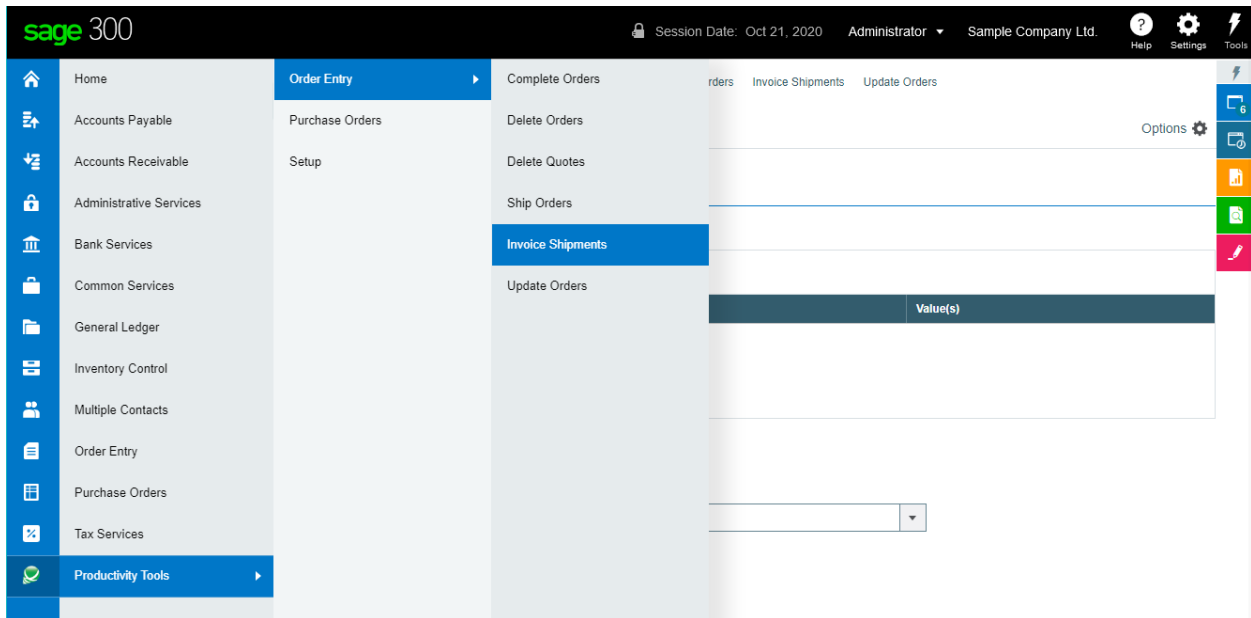 sage 300
Session Date: Oct 21, 2020 Administrator Sample Company Ltd. Help Settings Tools
Home Order Entry Complete Orders Invoice Shipments Update Orders
6
Accounts Payable Purchase Orders Delete Orders Options
Accounts Receivable Setup Delete Quotes
Administrative Services Ship Orders
Bank Services Invoice Shipments
Common Services Update Orders
General Ledger Value(s)
Inventory Control
Multiple Contacts
Order Entry
Purchase Orders
Tax Services
Productivity Tools